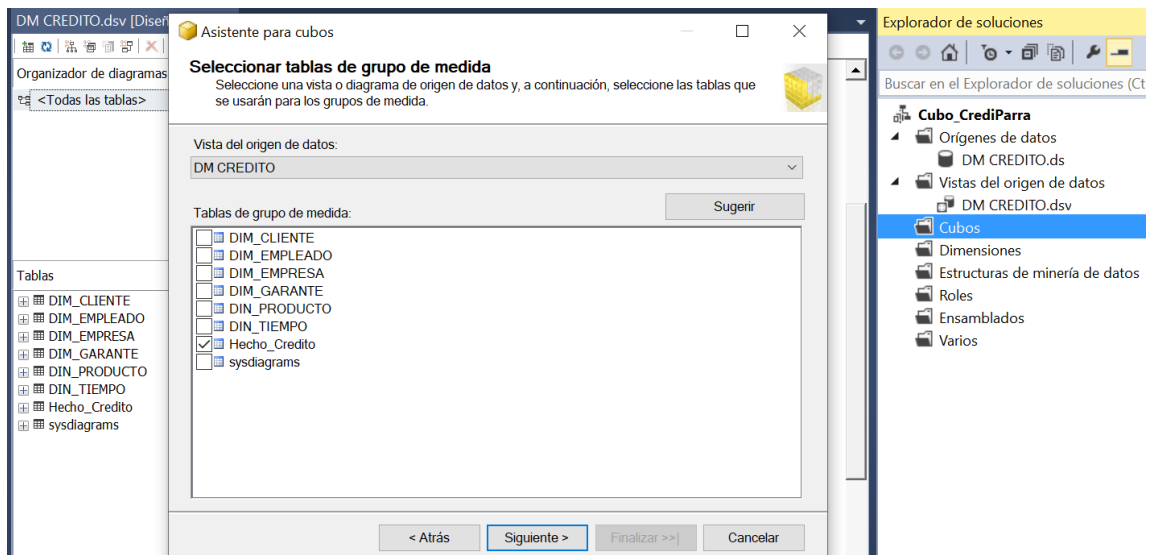 DM CREDITO.dsv [Diseñ
Organizador de diagramas
<Todas las tablas>
Tablas
DIM_CLIENTE
DIM_EMPLEADO
DIM_EMPRESA
DIM_GARANTE
DIN_PRODUCTO
DIN_TIEMPO
Hecho_Credito
sysdiagrams
Asistente para cubos
Seleccionar tablas de grupo de medida
Seleccione una vista o diagrama de origen de datos y, a continuación, seleccione las tablas que
se usarán para los grupos de medida.
Vista del origen de datos:
DM CREDITO
Tablas de grupo de medida:
Sugerir
DIM_CLIENTE
DIM_EMPLEADO
DIM_EMPRESA
DIM_GARANTE
DIN_PRODUCTO
DIN_TIEMPO
Hecho_Credito
sysdiagrams
< Atrás
Siguiente >
Finalizar >>|
Cancelar
Explorador de soluciones
Buscar en el Explorador de soluciones (Ct
Cubo_CrediParra
Orígenes de datos
DM CREDITO.ds
Vistas del origen de datos
DM CREDITO.dsv
Cubos
Dimensiones
Estructuras de minería de datos
Roles
Ensamblados
Varios